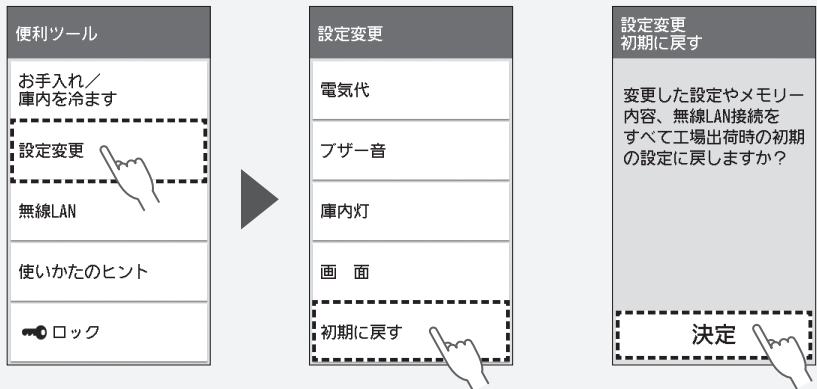 便利ツール
お手入れ／
庫内を冷ます
設定変更
無線LAN
使いかたのヒント
ロック
設定変更
電気代
ブザー音
庫内灯
画　面
初期に戻す
設定変更
初期に戻す
変更した設定やメモリー
内容、無線LAN接続を
すべて工場出荷時の初期
の設定に戻しますか？
決定